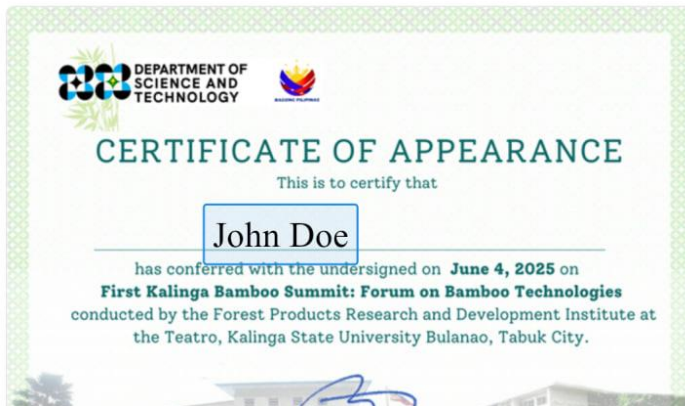 DEPARTMENT OF
SCIENCE AND
TECHNOLOGY
BAGONG PILIPINAS
CERTIFICATE OF APPEARANCE
This is to certify that
John Doe
has conferred with the undersigned on June 4, 2025 on
First Kalinga Bamboo Summit: Forum on Bamboo Technologies
conducted by the Forest Products Research and Development Institute at
the Teatro, Kalinga State University Bulanao, Tabuk City.